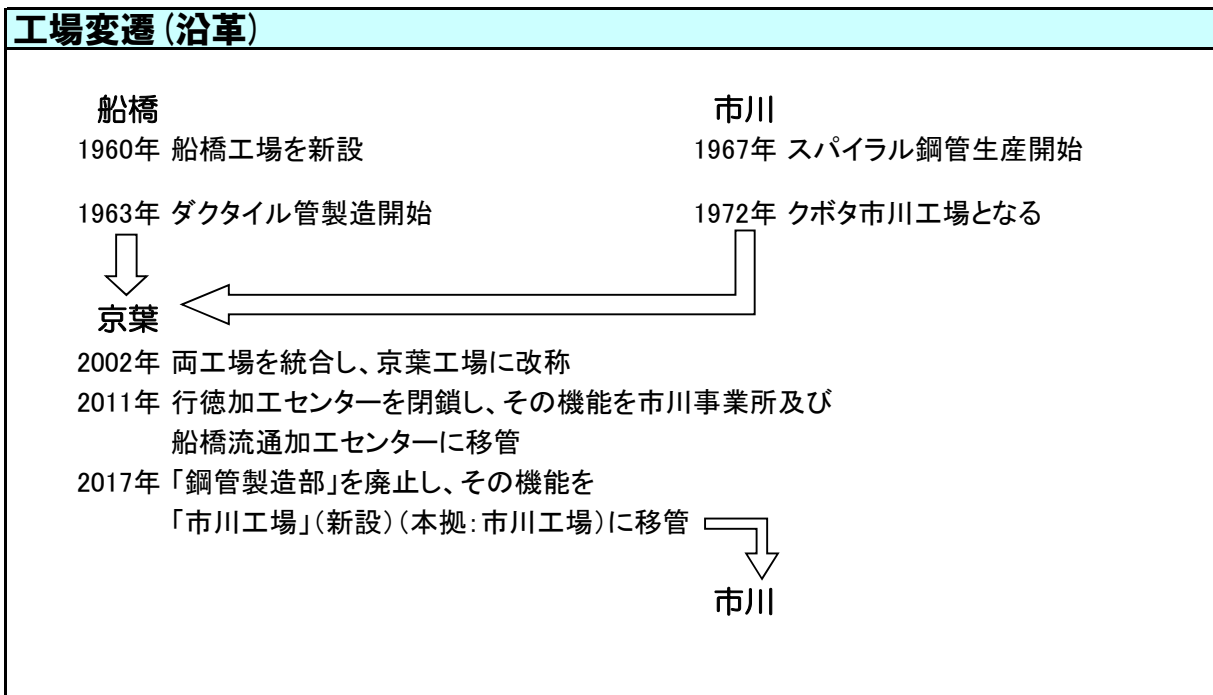 工場変遷(沿革)
船橋
1960年 船橋工場を新設
1963年 ダクタイル管製造開始
市川
1967年 スパイラル鋼管生産開始
1972年 クボタ市川工場となる
京葉
2002年 両工場を統合し、京葉工場に改称
2011年 行徳加工センターを閉鎖し、その機能を市川事業所及び
船橋流通加工センターに移管
2017年 「鋼管製造部」を廃止し、その機能を
「市川工場」(新設)(本拠:市川工場)に移管
市川